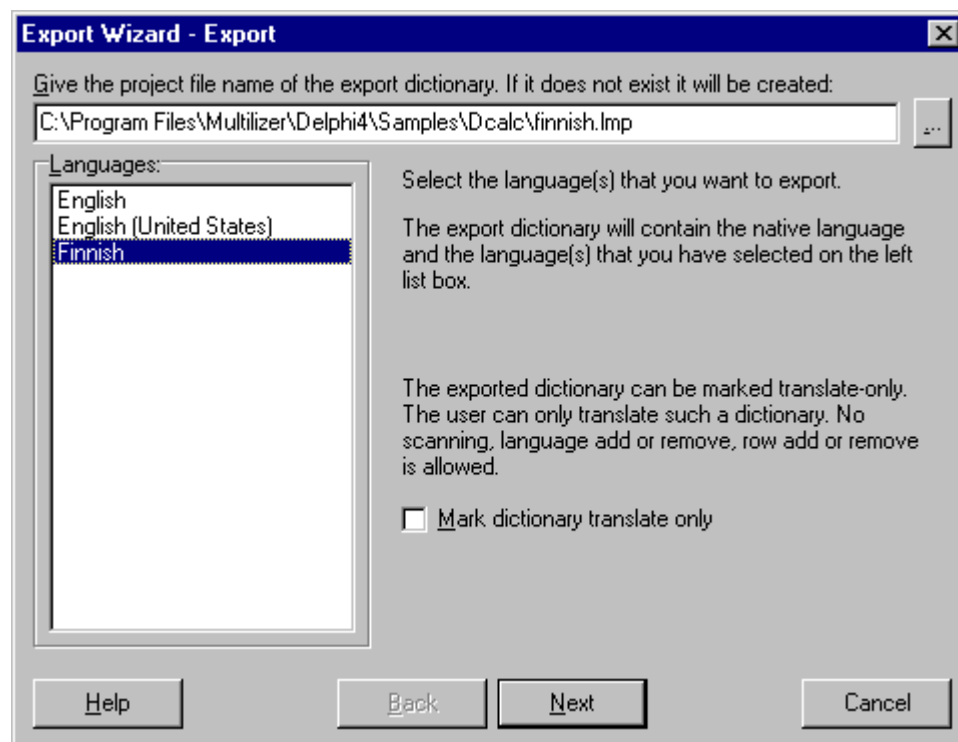 Export Wizard - Export
Give the project file name of the export dictionary. If it does not exist it will be created:
C:\Program Files\Multilizer\Delphi4\Samples\Dcalc\finnish.lmp
...
Languages:
English
English (United States)
Finnish
Select the language(s) that you want to export.
The export dictionary will contain the native language
and the language(s) that you have selected on the left
list box.
The exported dictionary can be marked translate-only.
The user can only translate such a dictionary. No
scanning, language add or remove, row add or remove
is allowed.
Mark dictionary translate only
Help
Back
Next
Cancel